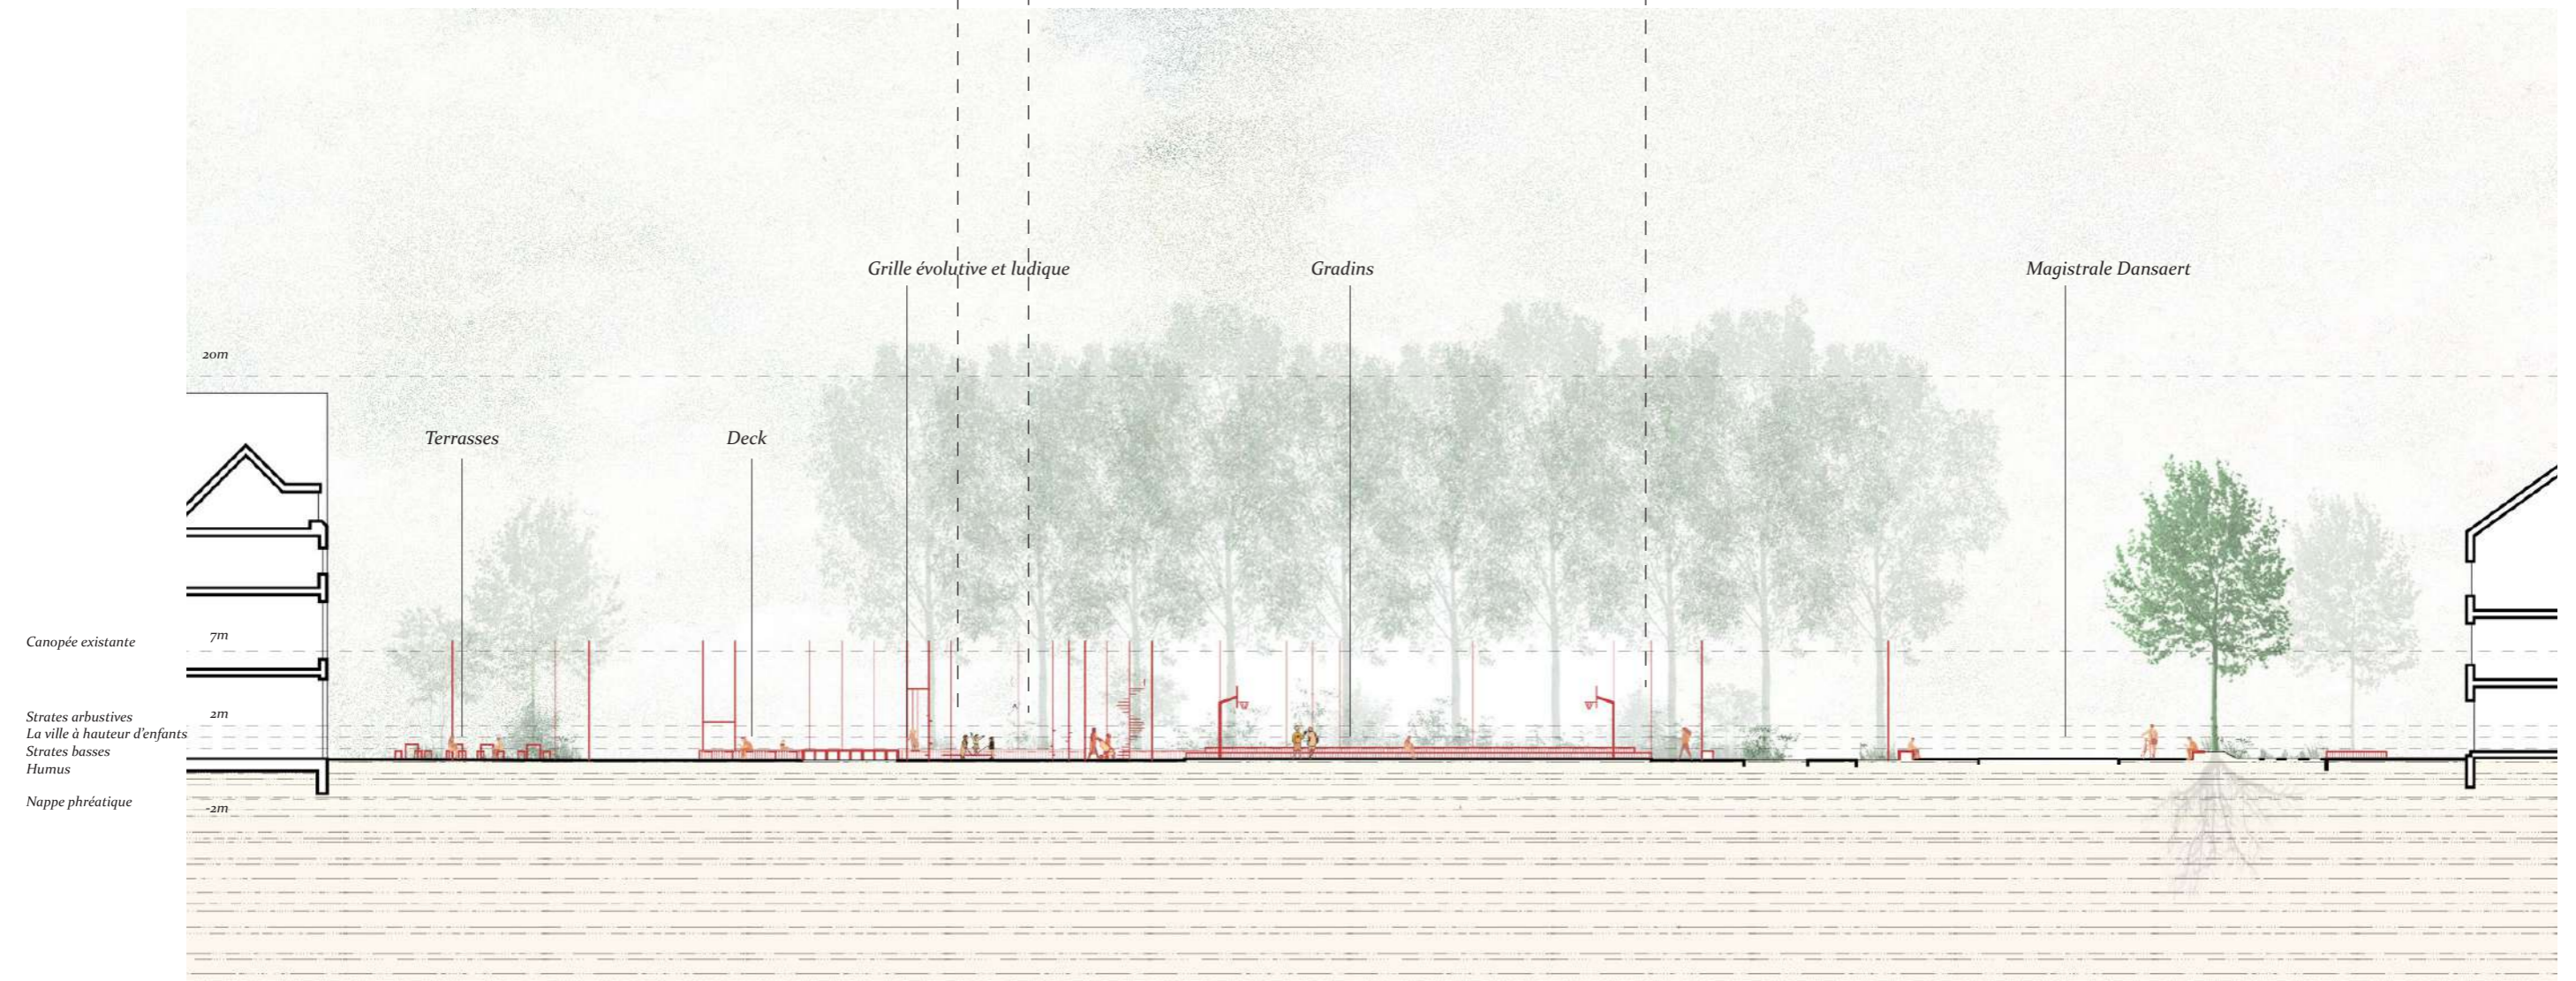 Grille évolutive et ludique
Gradins
Magistrale Dansaert
20m
Terrasses
Deck
7m
Canopée existante
2m
Strates arbustives
La ville à hauteur d'enfants
Strates basses
Humus
Nappe phréatique
-2m